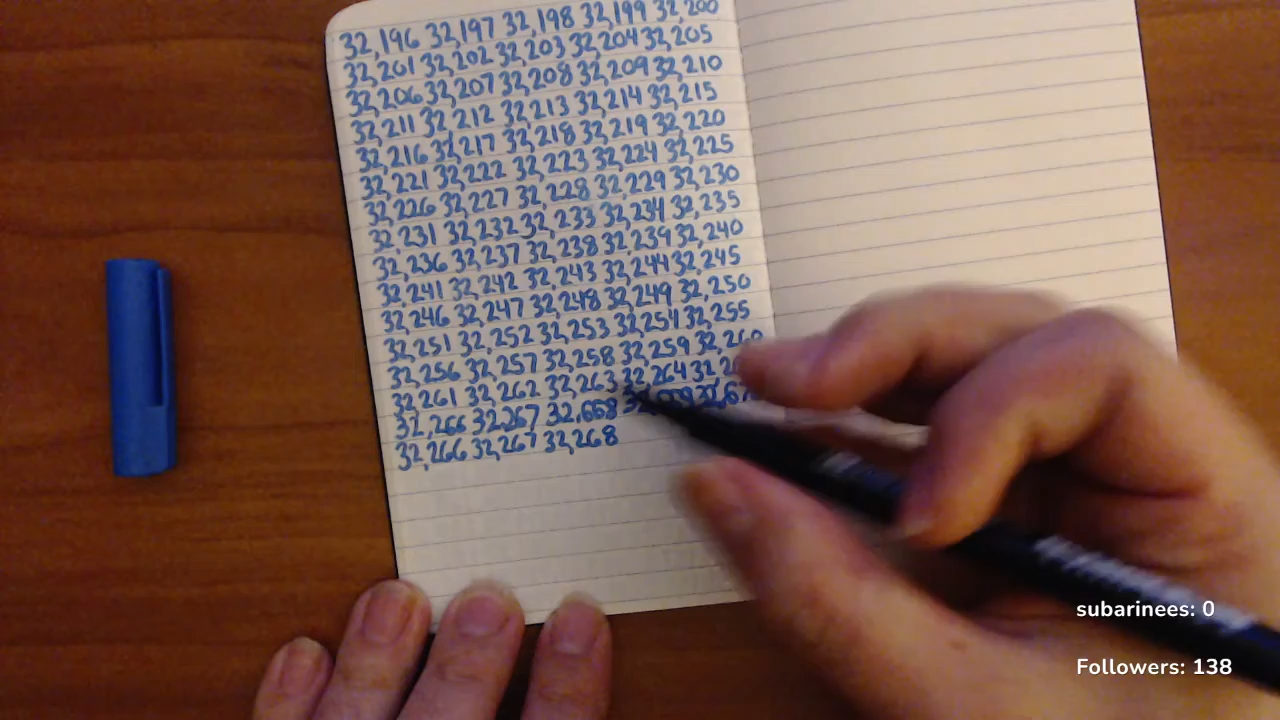 32,196 32,197 32,198 32,199 32,200
32,201 32,202 32,203 32,204 32,205
32,206 32,207 32,208 32,209 32,210
32,211 32,212 32,213 32,214 32,215
32,216 32,217 32,218 32,219 32,220
32,221 32,222 32,223 32,224 32,225
32,226 32,227 32,228 32,229 32,230
32,231 32,232 32,233 32,234 32,235
32,236 32,237 32,238 32,239 32,240
32,241 32,242 32,243 32,244 32,245
32,246 32,247 32,248 32,249 32,250
32,251 32,252 32,253 32,254 32,255
32,256 32,257 32,258 32,259 32,260
32,261 32,262 32,263 32,264
32,266 32,267 32,668
32,266 32,267 32,268
subarinees: 0
Followers: 138